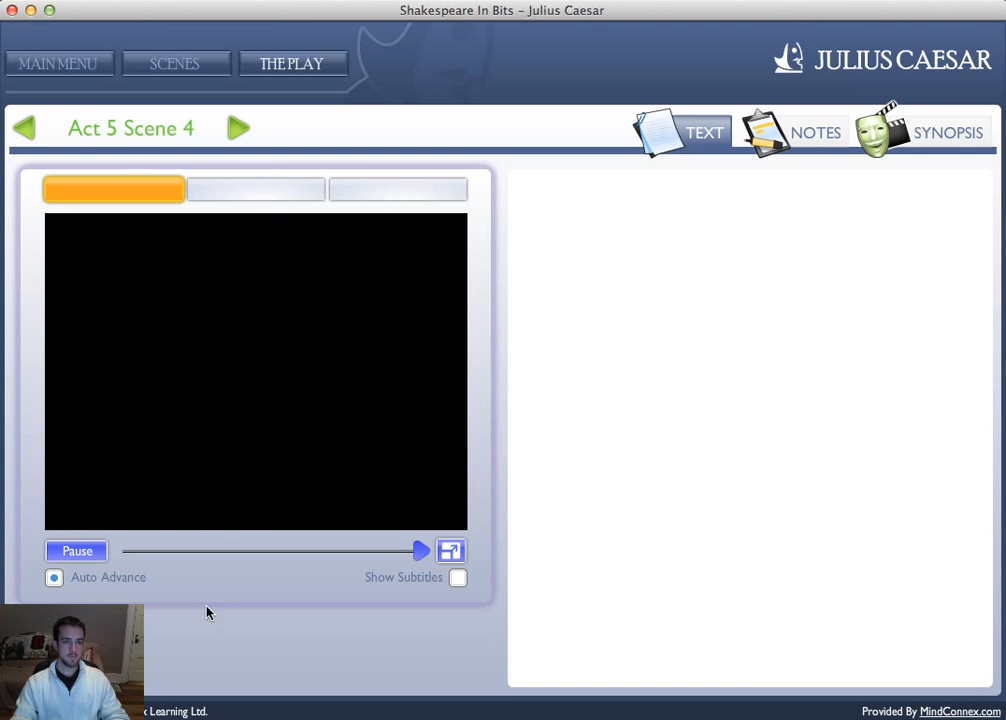 Shakespeare In Bits - Julius Caesar
MAIN MENU
SCENES
THE PLAY
JULIUS CAESAR
Act 5 Scene 4
TEXT
NOTES
SYNOPSIS
Pause
Auto Advance
Show Subtitles
x Learning Ltd.
Provided By MindConnex.com